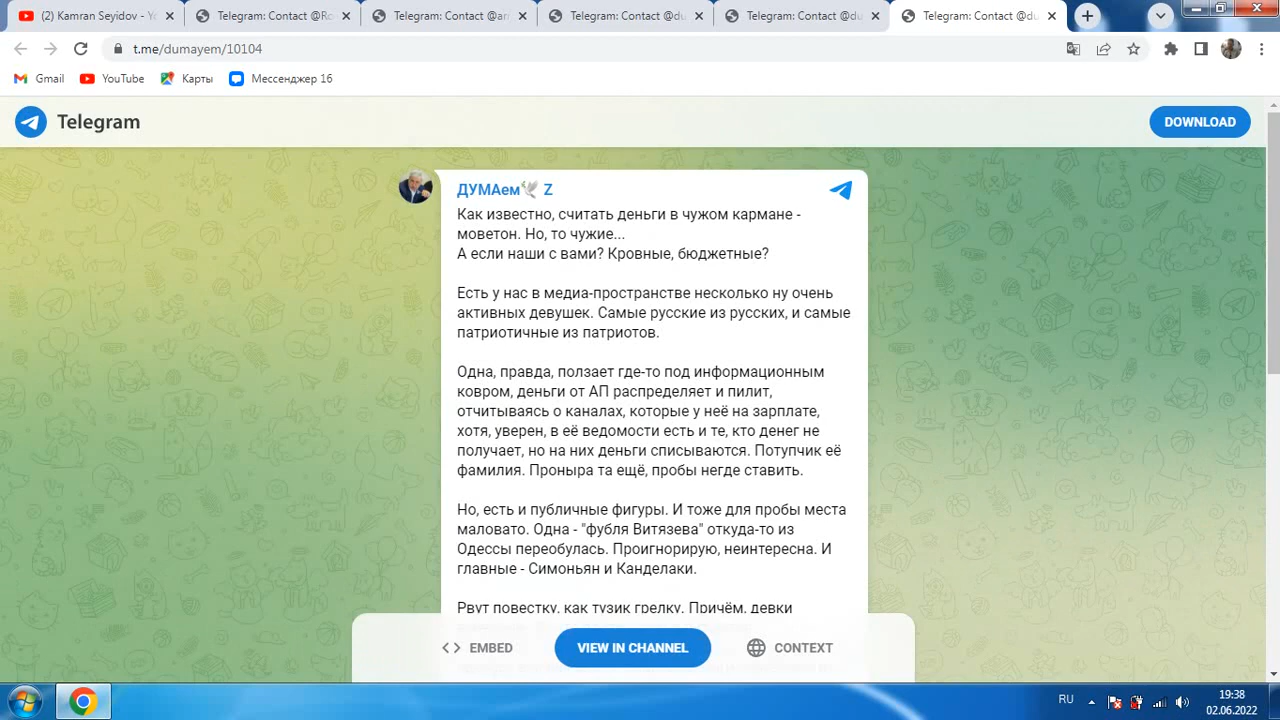 (2) Kamran Seyidov - Yo
Telegram: Contact @Ro
Telegram: Contact @
Telegram: Contact @du
Telegram: Contact @du
Telegram: Contact @du
t.me/dumayem/10104
Gmail
YouTube
Карты
Мессенджер 16
Telegram
DOWNLOAD
ДУМАем🕊 Z
Как известно, считать деньги в чужом кармане -
моветон. Но, то чужие...
А если наши с вами? Кровные, бюджетные?
Есть у нас в медиа-пространстве несколько ну очень
активных девушек. Самые русские из русских, и самые
патриотичные из патриотов.
Одна, правда, ползает где-то под информационным
ковром, деньги от АП распределяет и пилит,
отчитываясь о каналах, которые у неё на зарплате,
хотя, уверен, в её ведомости есть и те, кто денег не
получает, но на них деньги списываются. Потупчик её
фамилия. Проныра та ещё, пробы негде ставить.
Но, есть и публичные фигуры. И тоже для пробы места
маловато. Одна - "фубля Витязева" откуда-то из
Одессы переобулась. Проигнорирую, неинтересна. И
главные - Симоньян и Канделаки.
Рвут повестку, как тузик грелку. Причём, девки
EMBED
VIEW IN CHANNEL
CONTEXT
RU
19:38
02.06.2022